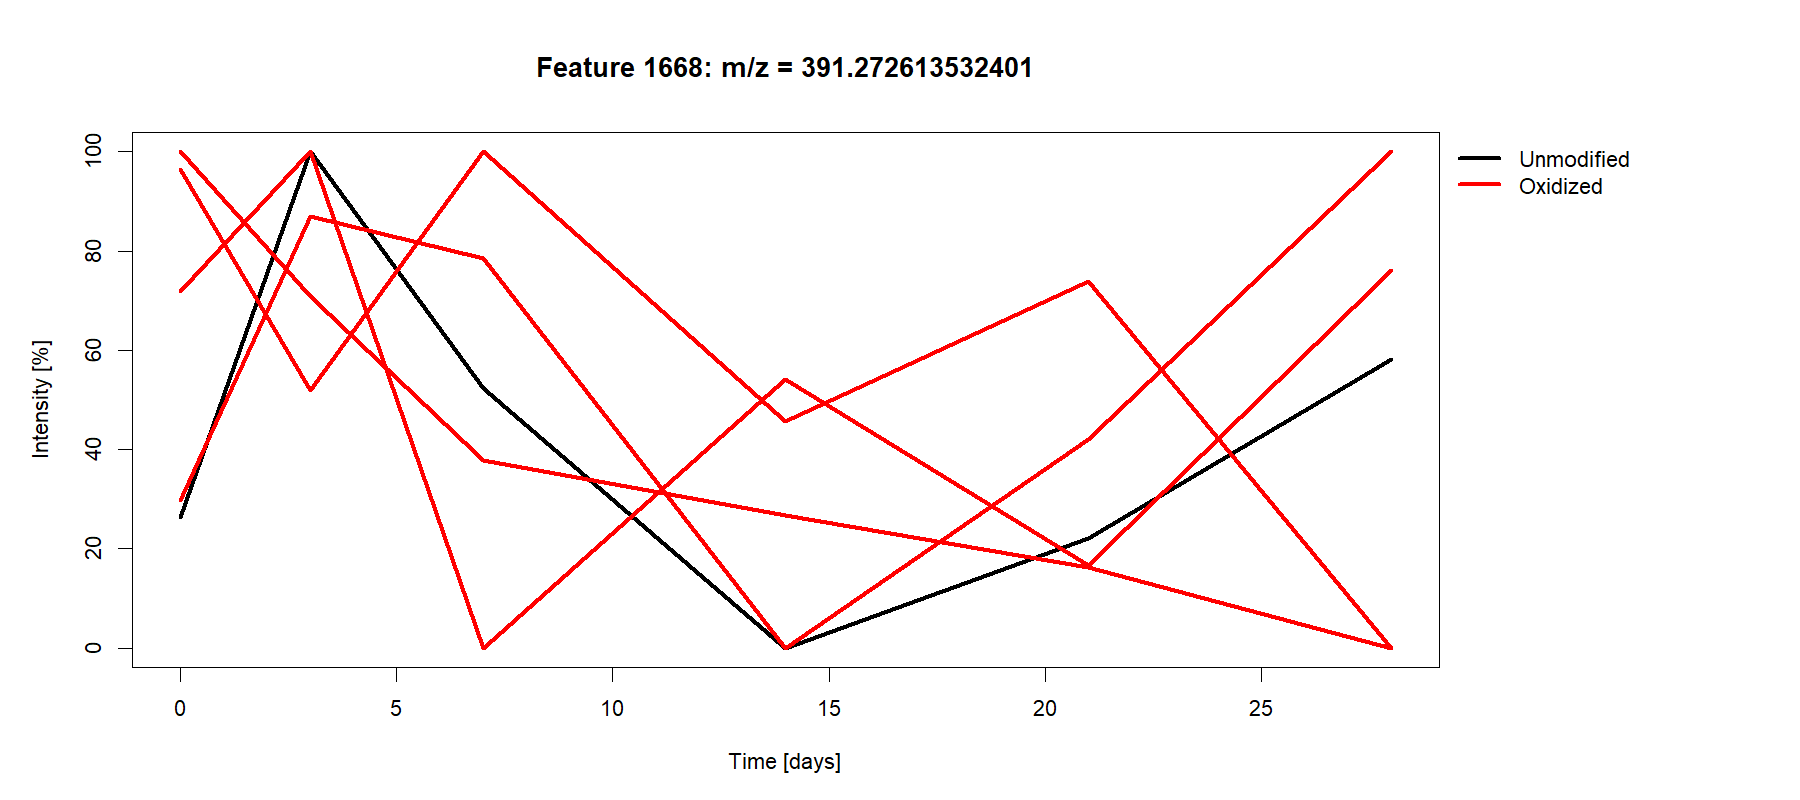 Feature 1668: m/z = 391.272613532401
Unmodified
Oxidized
Intensity [%]
100
80
60
40
20
0
0 5 10 15 20 25
Time [days]